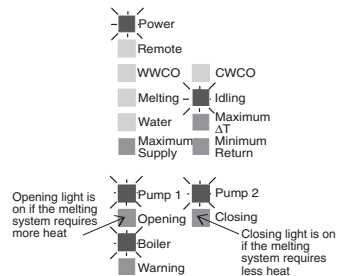 Power
Remote
WWCO CWCO
Melting Idling
Water Maximum
ΔT
Maximum Minimum
Supply Return
Pump 1 Pump 2
Opening light is
on if the melting
system requires
more heat
Opening Closing
Boiler
Closing light is on
if the melting
system requires
less heat
Warning